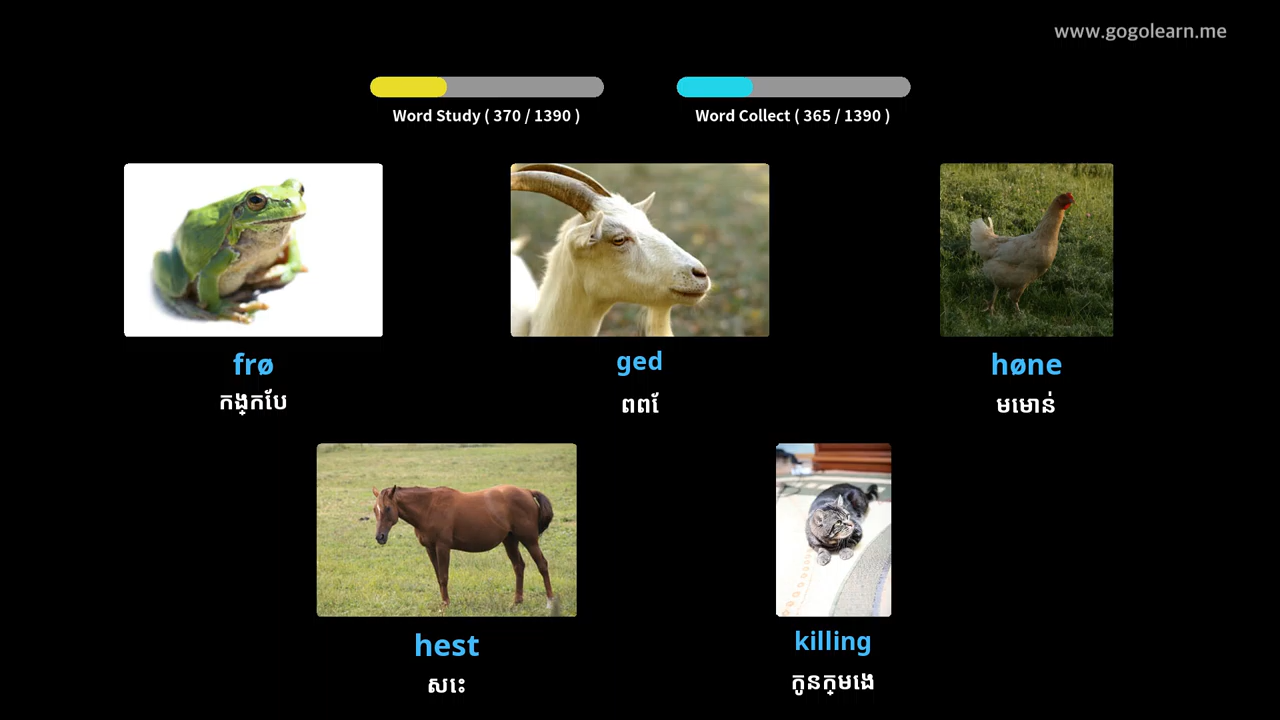 www.gogolearn.me
Word Study ( 370 / 1390 )
Word Collect ( 365 / 1390 )
frø
កង្កែប
ged
ពពែ
høne
មេមាន់
hest
សេះ
killing
កូនក្មេង